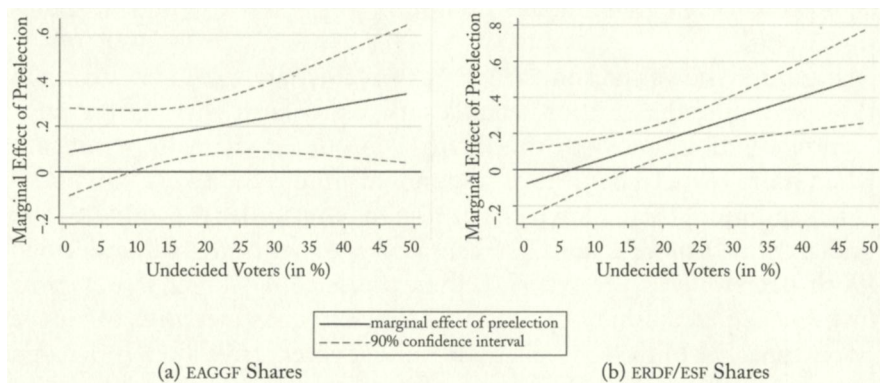 Marginal Effect of Preelection
.6
.4
.2
0
-.2
0 5 10 15 20 25 30 35 40 45 50
Undecided Voters (in %)
Marginal Effect of Preelection
.8
.6
.4
.2
0
-.2
0 5 10 15 20 25 30 35 40 45 50
Undecided Voters (in %)
marginal effect of preelection
90% confidence interval
(a) EAGGF Shares
(b) ERDF/ESF Shares